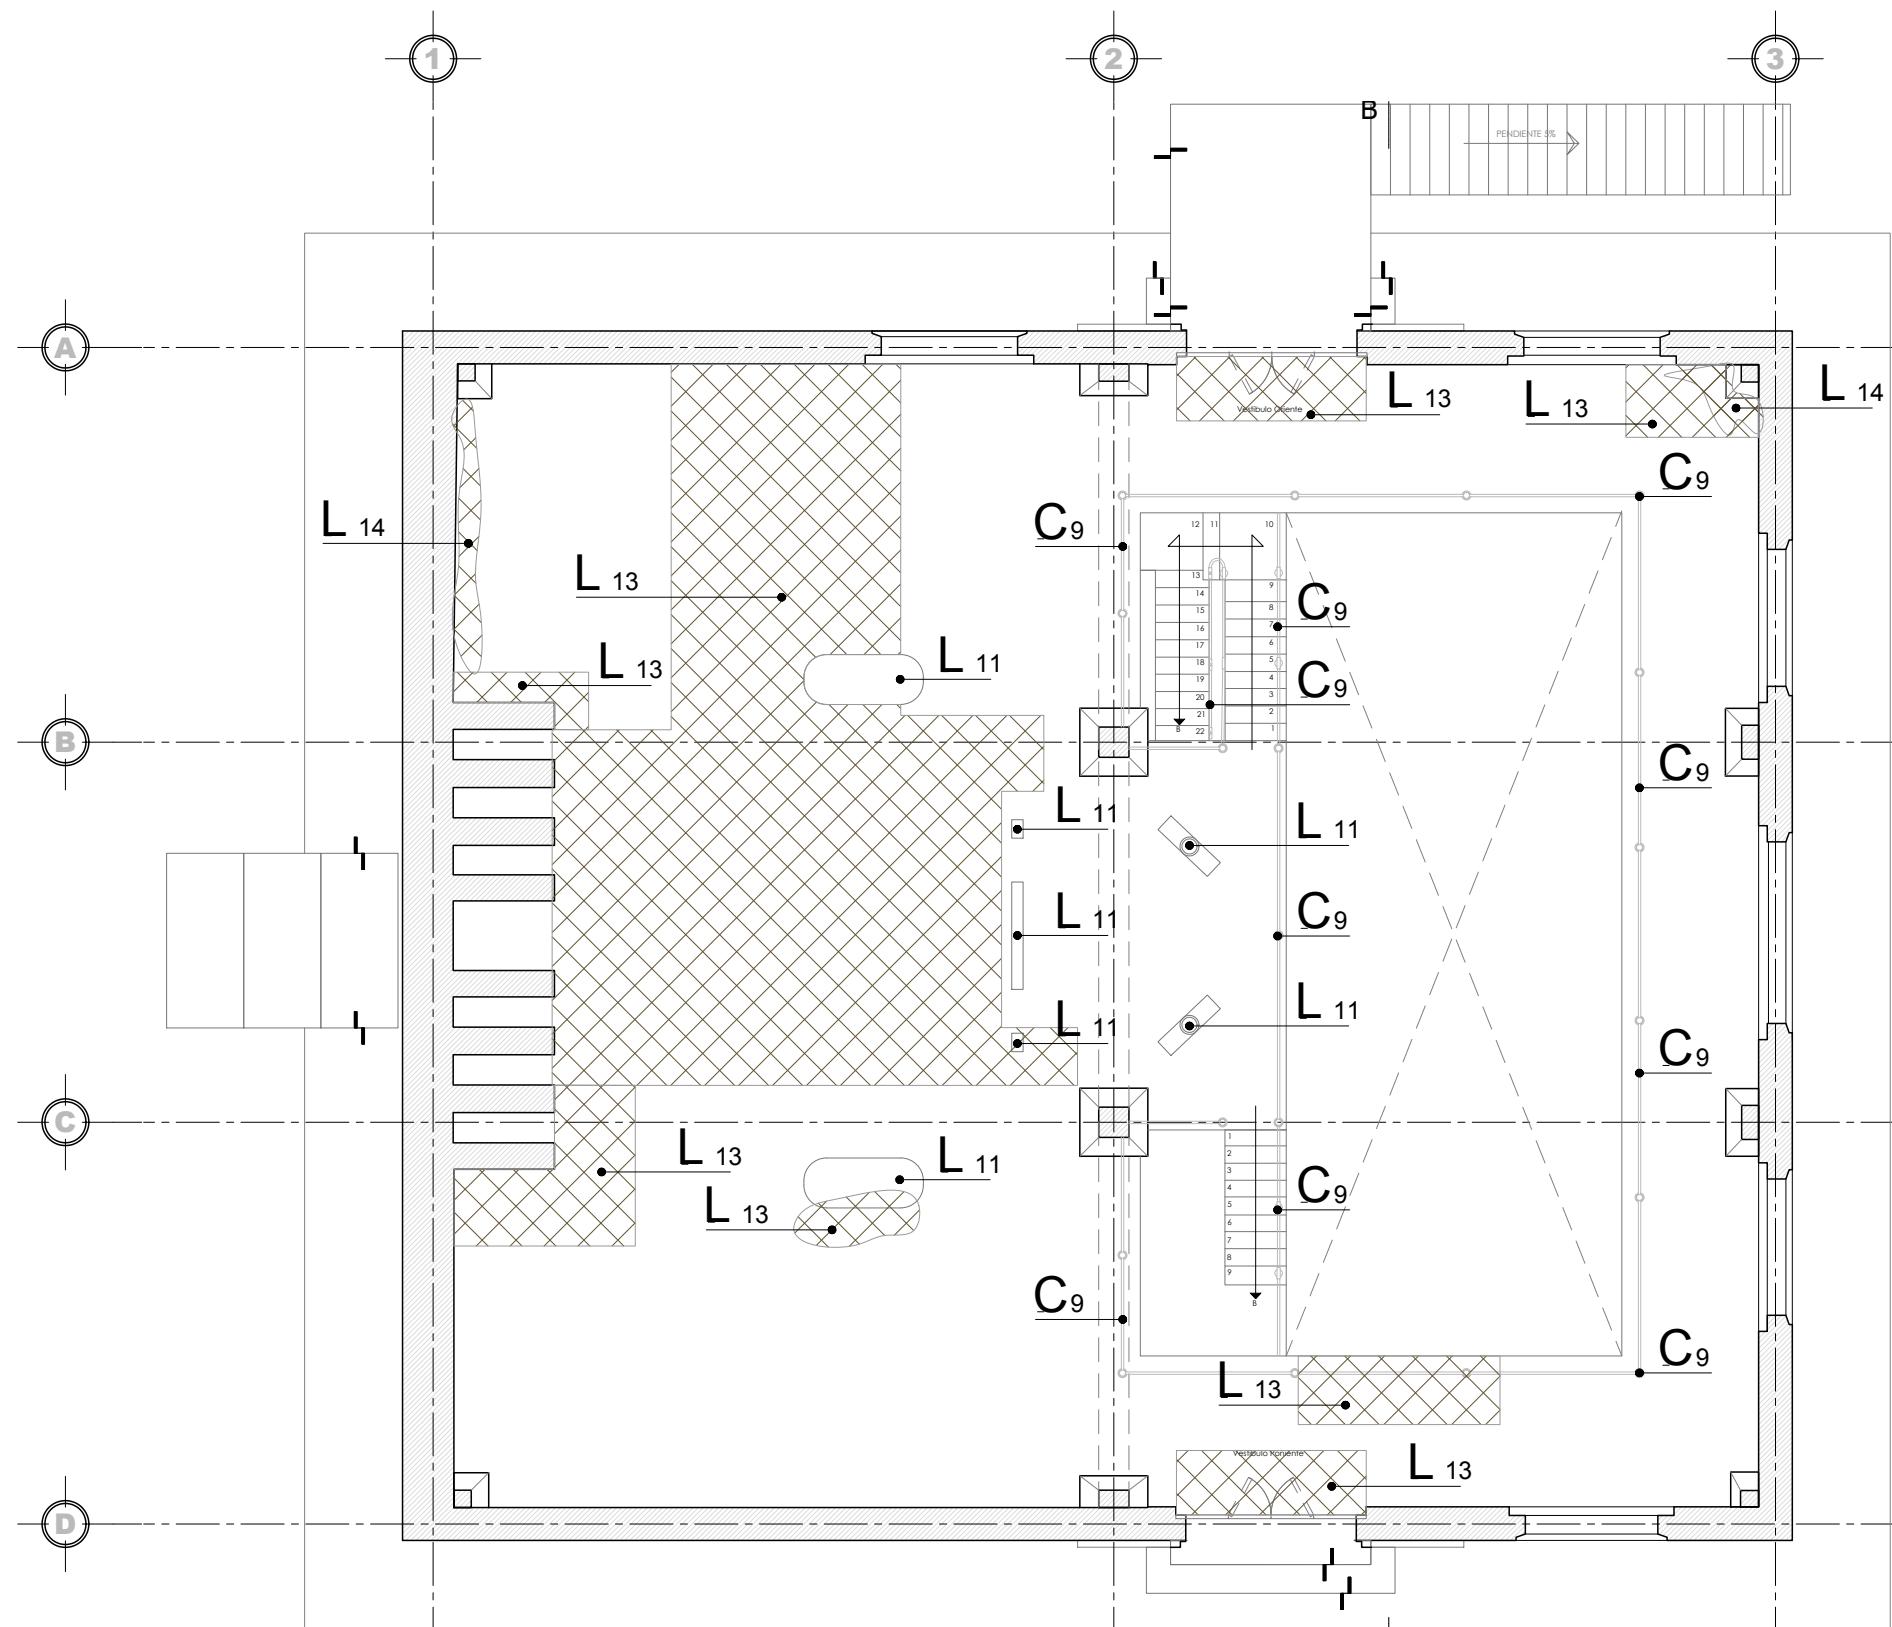 1 2 3
B
PENDIENTE 5%
A
L 13
Vestíbulo Oriente
L 13
L 14
C9
L 14
C9
12 11 10
L 13
13
14
15
16
17
18
19
20
21
22
B
9
8
7
6
5
4
3
2
1
C9
C9
L 13
L 11
B
C9
L 11
L 11
L 11
C9
L 11
L 11
C9
C
1
2
3
4
5
6
7
8
9
B
L 13
L 11
C9
L 13
C9
C9
L 13
Vestíbulo Poniente
L 13
D